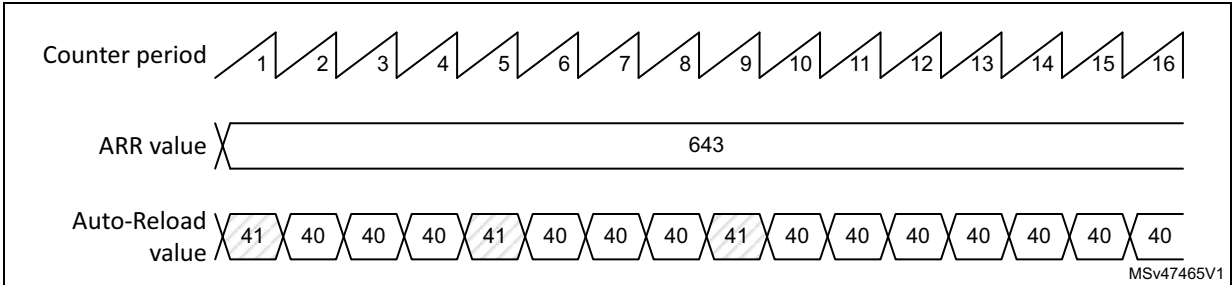 Counter period 1 2 3 4 5 6 7 8 9 10 11 12 13 14 15 16
ARR value 643
Auto-Reload
value 41 40 40 40 41 40 40 40 41 40 40 40 40 40 40 40
MSv47465V1